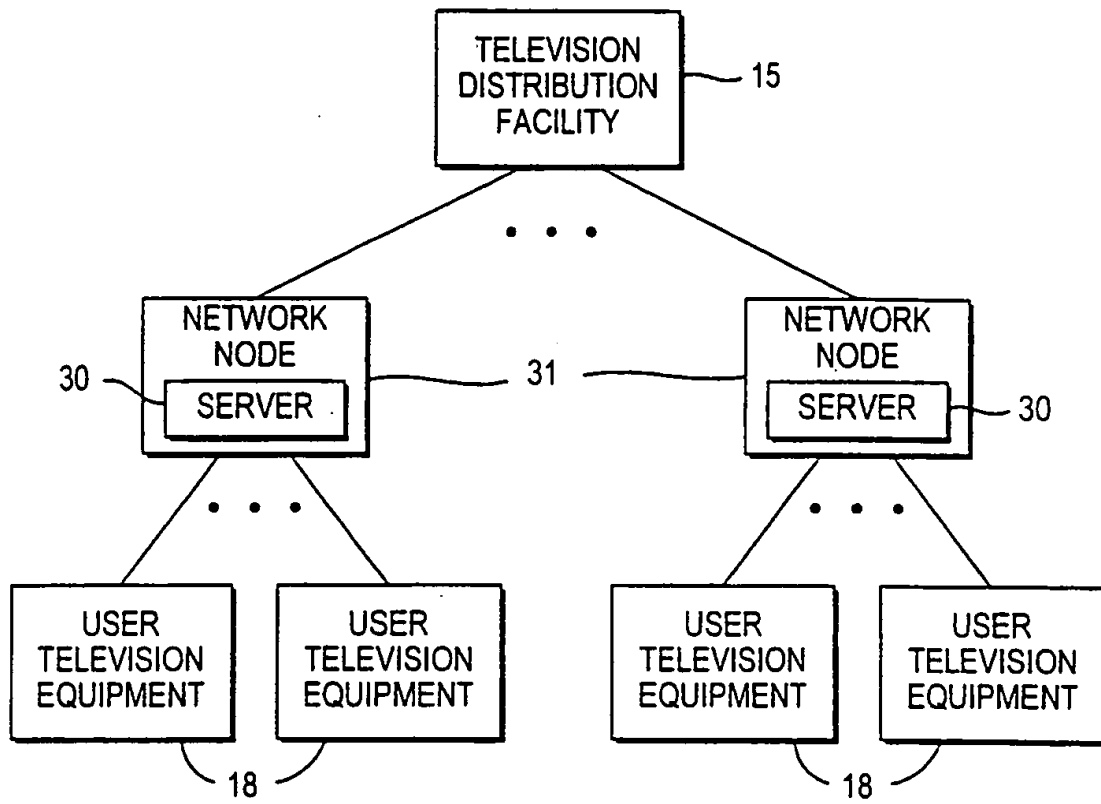 TELEVISION
DISTRIBUTION
FACILITY
15
NETWORK
NODE
30
SERVER
31
NETWORK
NODE
SERVER
30
USER
TELEVISION
EQUIPMENT
USER
TELEVISION
EQUIPMENT
18
USER
TELEVISION
EQUIPMENT
USER
TELEVISION
EQUIPMENT
18